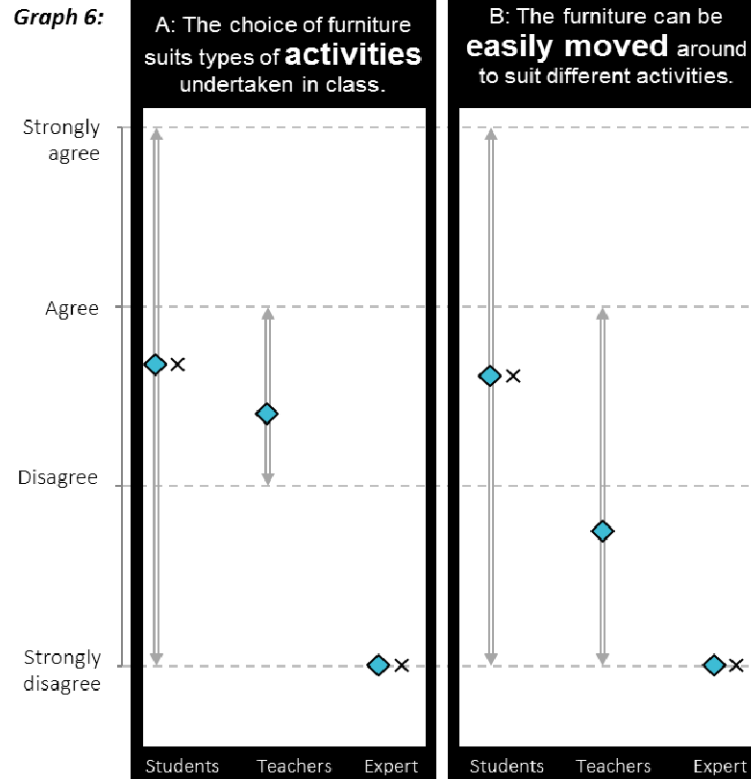 Graph 6:
A: The choice of furniture
suits types of activities
undertaken in class.
B: The furniture can be
easily moved around
to suit different activities.
Strongly
agree
Agree
Disagree
Strongly
disagree
Students Teachers Expert
Students Teachers Expert